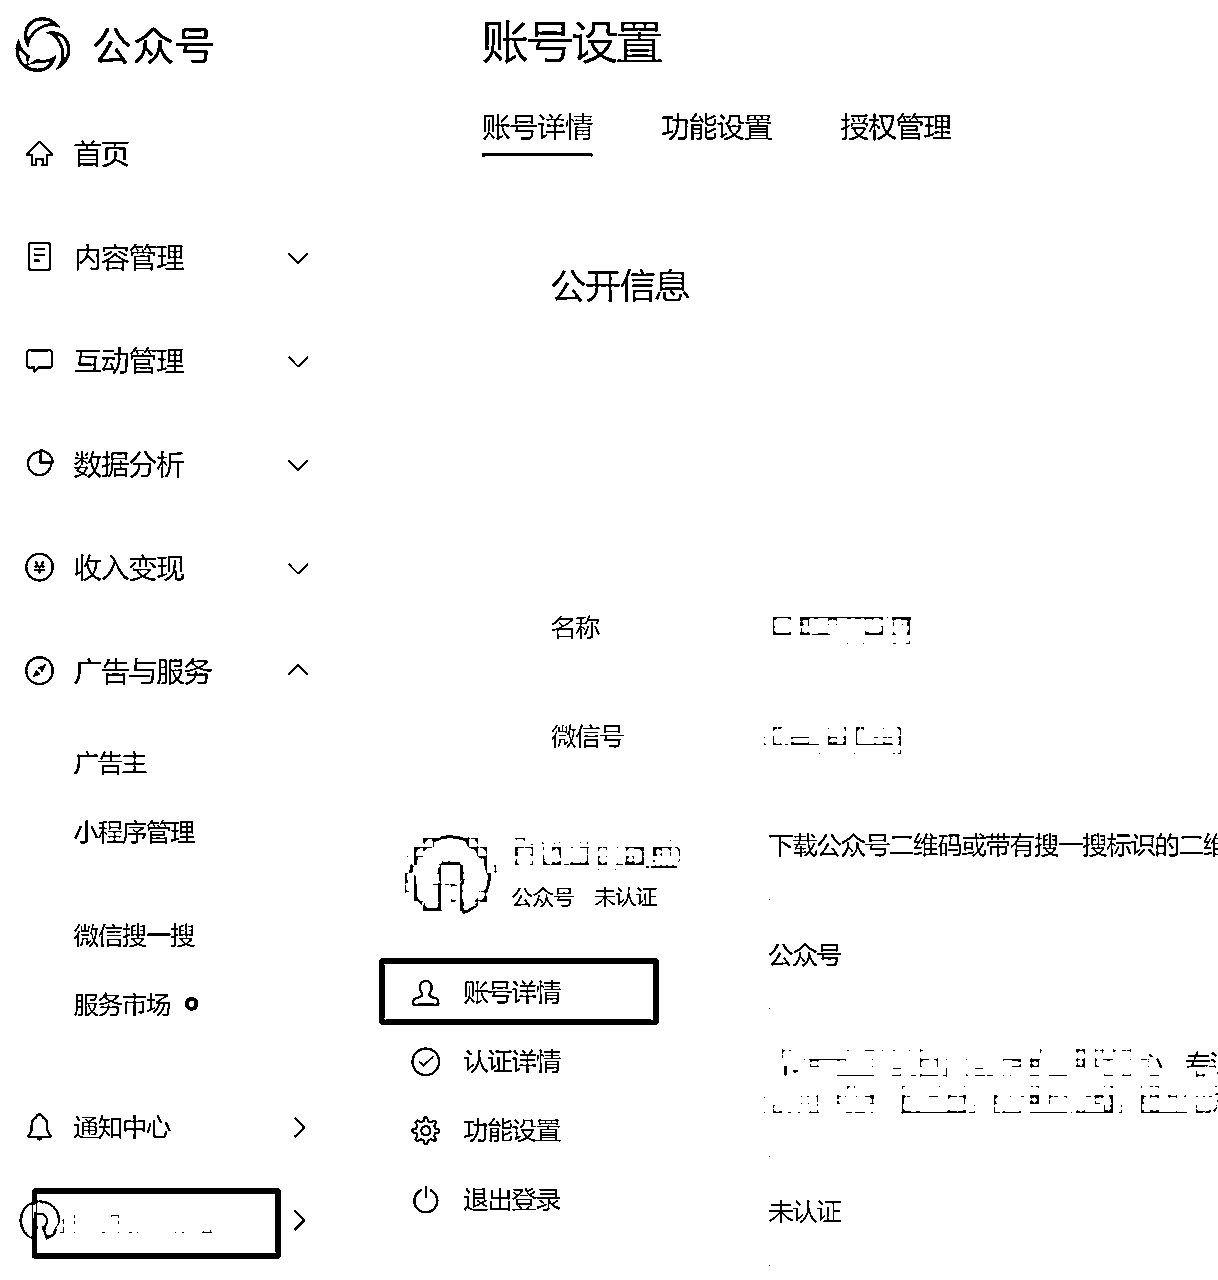 公众号
首页
内容管理
互动管理
数据分析
收入变现
广告与服务
广告主
小程序管理
微信搜一搜
服务市场
通知中心
账号设置
账号详情 功能设置 授权管理
公开信息
名称
微信号
公众号 未认证
账号详情
认证详情
功能设置
退出登录
下载公众号二维码或带有搜一搜标识的二维
公众号
未认证